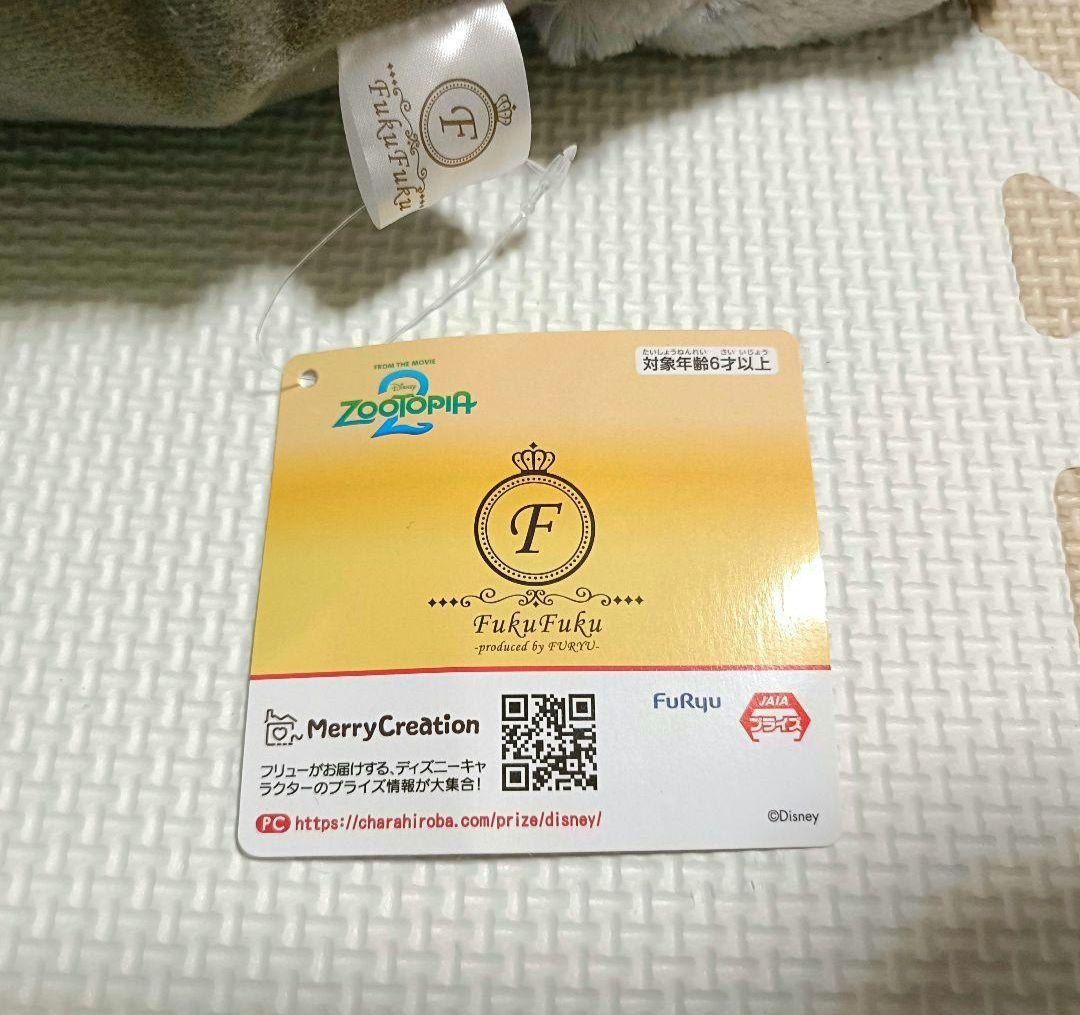 F
FukuFuku
FROM THE MOVIE
Disney
ZOOTOPIA
2
たいしょうねんれい さい いじょう
対象年齢6才以上
F
FukuFuku
-produced by FURYU-
MerryCreation
フリューがお届けする、ディズニーキャ
ラクターのプライズ情報が大集合!
PC https://charahiroba.com/prize/disney/
FuRyu
JAIA
プライズ
©Disney